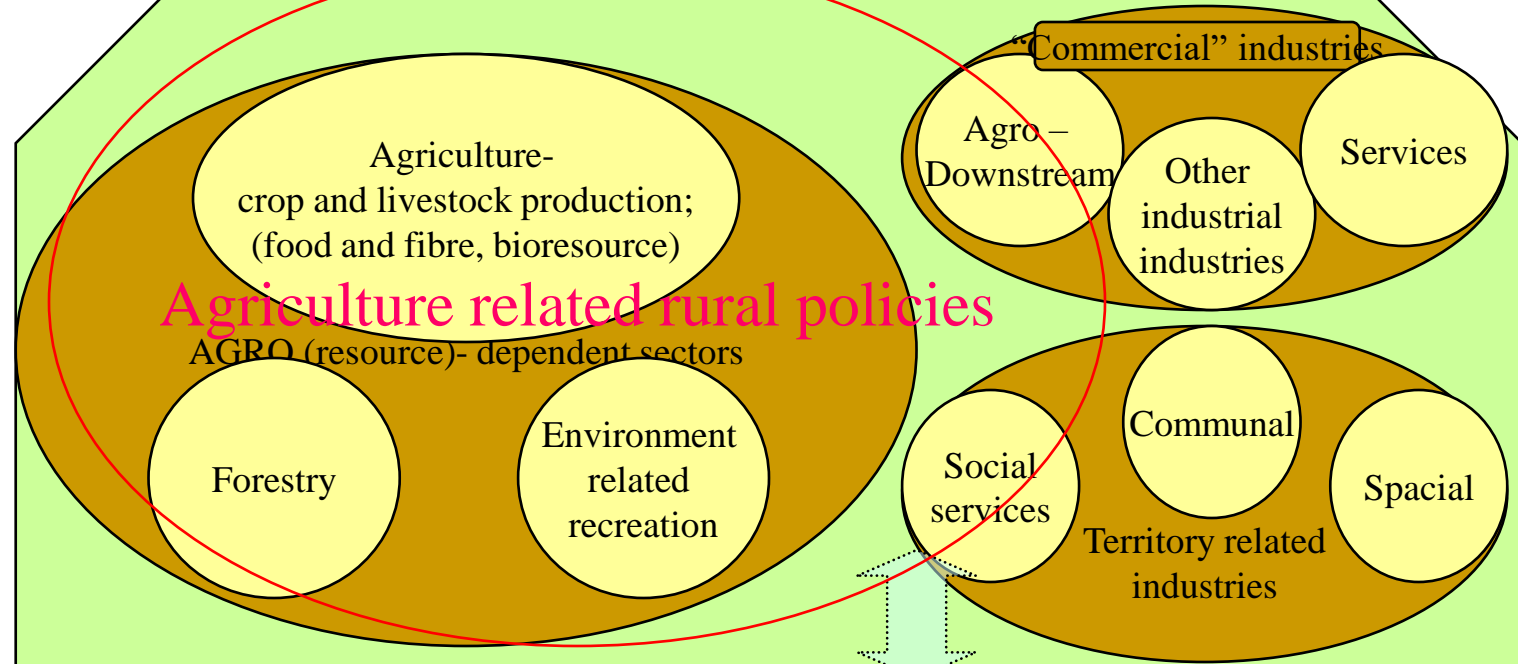 Agriculture-
crop and livestock production;
(food and fibre, bioresource)
Agriculture related rural policies
AGRO (resource)- dependent sectors
Forestry
Environment
related
recreation
“Commercial” industries
Agro –
Downstream
Other
industrial
industries
Services
Social
services
Communal
Spacial
Territory related
industries